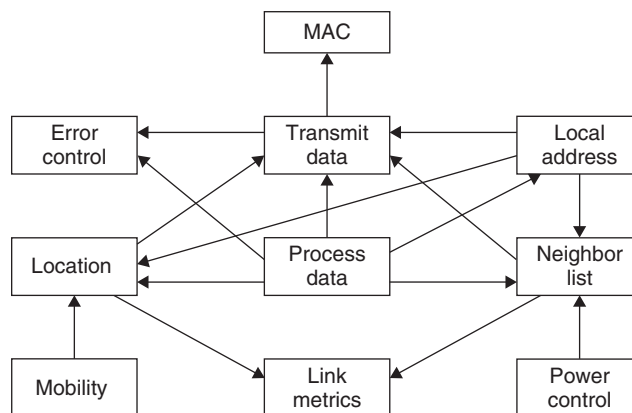 MAC
Error
control
Transmit
data
Local
address
Location
Process
data
Neighbor
list
Mobility
Link
metrics
Power
control